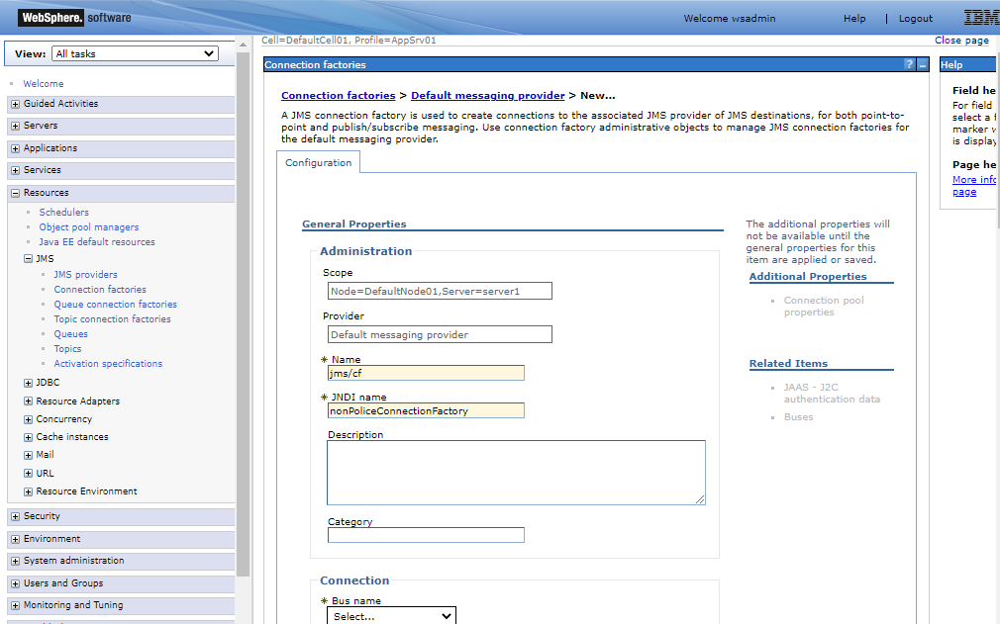 WebSphere. software
Welcome wsadmin
Help | Logout
IBM
View: All tasks
Cell=DefaultCell01, Profile=AppSrv01
Close page
Welcome
Guided Activities
Servers
Applications
Services
Resources
Schedulers
Object pool managers
Java EE default resources
JMS
JMS providers
Connection factories
Queue connection factories
Topic connection factories
Queues
Topics
Activation specifications
JDBC
Resource Adapters
Concurrency
Cache instances
Mail
URL
Resource Environment
Security
Environment
System administration
Users and Groups
Monitoring and Tuning
Connection factories
? _
Connection factories > Default messaging provider > New...
A JMS connection factory is used to create connections to the associated JMS provider of JMS destinations, for both point-to-
point and publish/subscribe messaging. Use connection factory administrative objects to manage JMS connection factories for
the default messaging provider.
Configuration
General Properties
Administration
Scope
Node=DefaultNode01,Server=server1
Provider
Default messaging provider
* Name
jms/cf
* JNDI name
nonPoliceConnectionFactory
Description
Category
Connection
* Bus name
Select...
The additional properties will
not be available until the
general properties for this
item are applied or saved.
Additional Properties
Connection pool
properties
Related Items
JAAS - J2C
authentication data
Buses
Help
Field he
For field
select a f
marker w
is display
Page he
More info
page